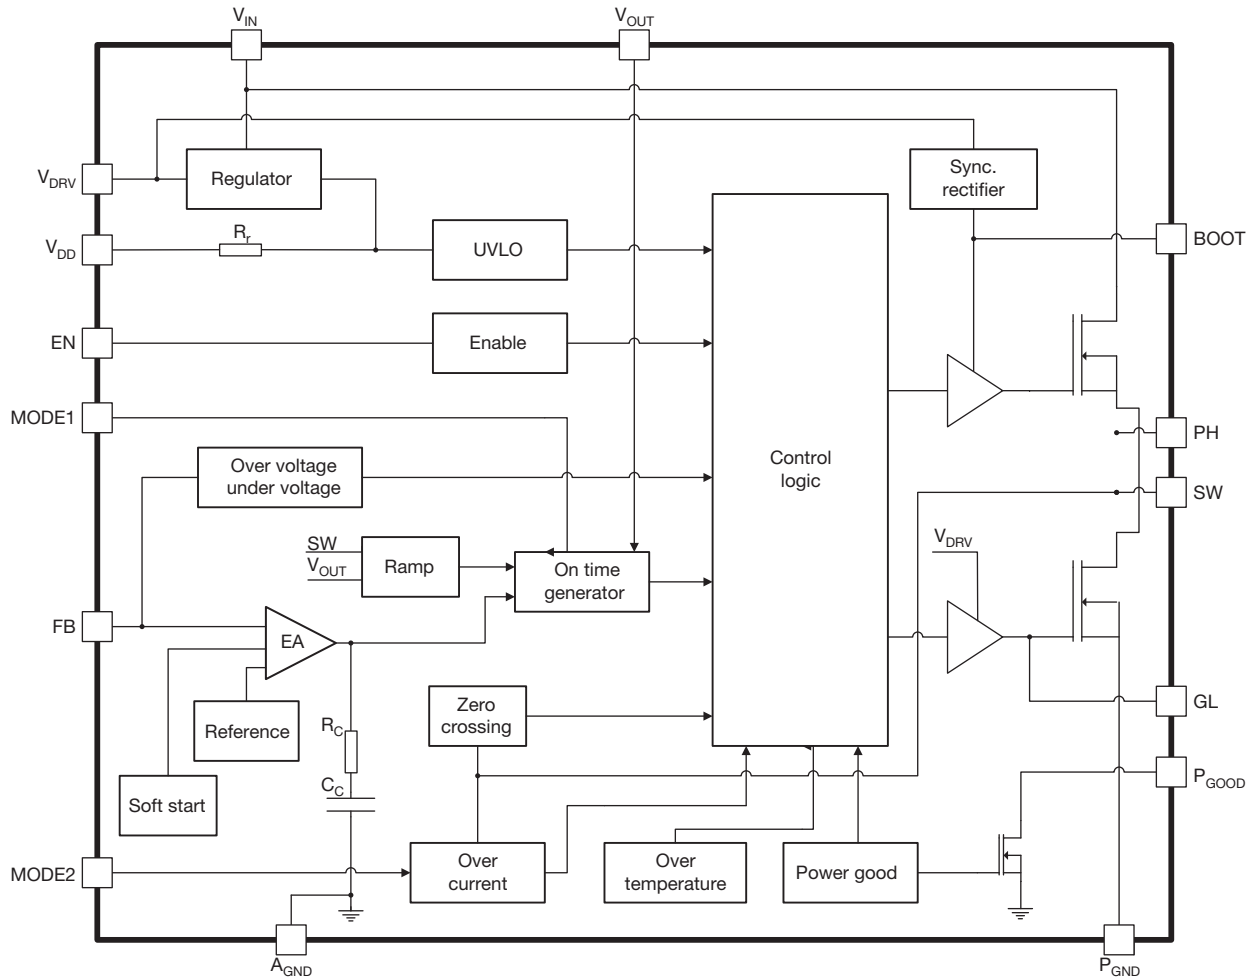 V_IN
V_OUT
V_DRV
Regulator
Sync.
rectifier
V_DD
R_r
UVLO
BOOT
EN
Enable
MODE1
PH
Over voltage
under voltage
Control
logic
SW
SW
V_OUT
Ramp
On time
generator
V_DRV
FB
EA
Reference
R_C
Zero
crossing
GL
Soft start
C_C
P_GOOD
MODE2
Over
current
Over
temperature
Power good
A_GND
P_GND